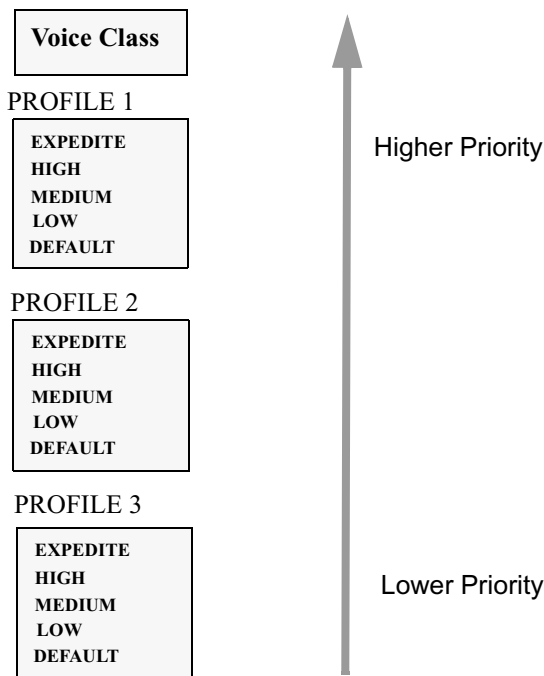 Voice Class
PROFILE 1
EXPEDITE
HIGH
MEDIUM
LOW
DEFAULT
Higher Priority
PROFILE 2
EXPEDITE
HIGH
MEDIUM
LOW
DEFAULT
PROFILE 3
EXPEDITE
HIGH
MEDIUM
LOW
DEFAULT
Lower Priority